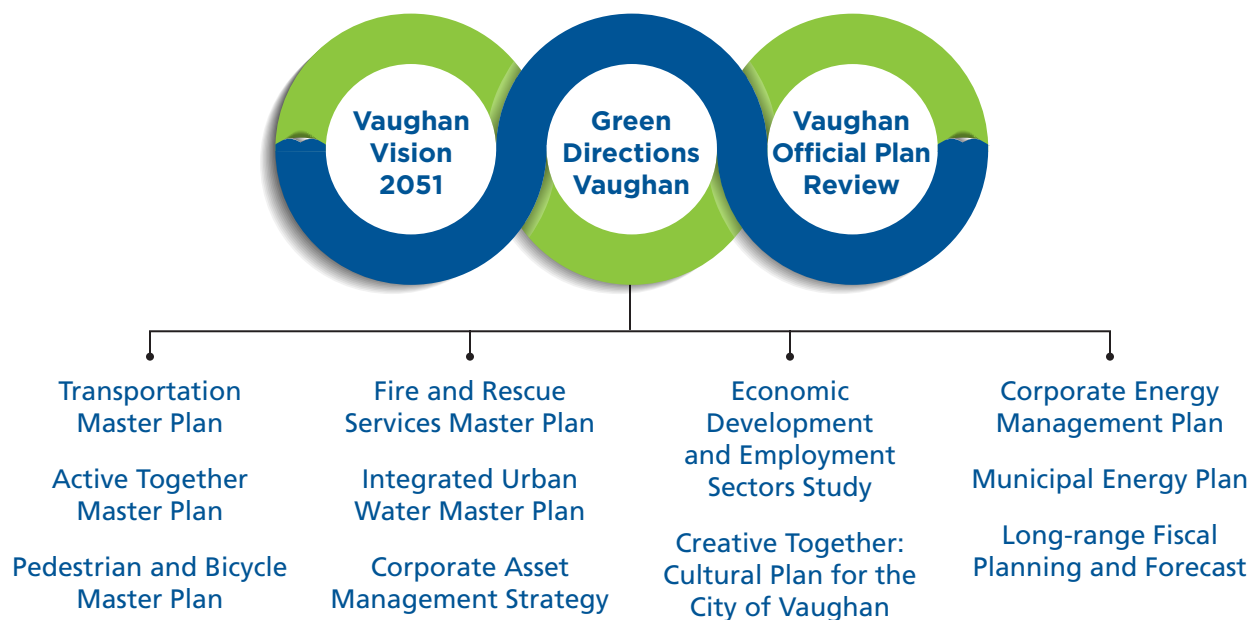 Vaughan
Vision
2051
Green
Directions
Vaughan
Vaughan
Official Plan
Review
Transportation
Master Plan
Active Together
Master Plan
Pedestrian and Bicycle
Master Plan
Fire and Rescue
Services Master Plan
Integrated Urban
Water Master Plan
Corporate Asset
Management Strategy
Economic
Development
and Employment
Sectors Study
Creative Together:
Cultural Plan for the
City of Vaughan
Corporate Energy
Management Plan
Municipal Energy Plan
Long-range Fiscal
Planning and Forecast